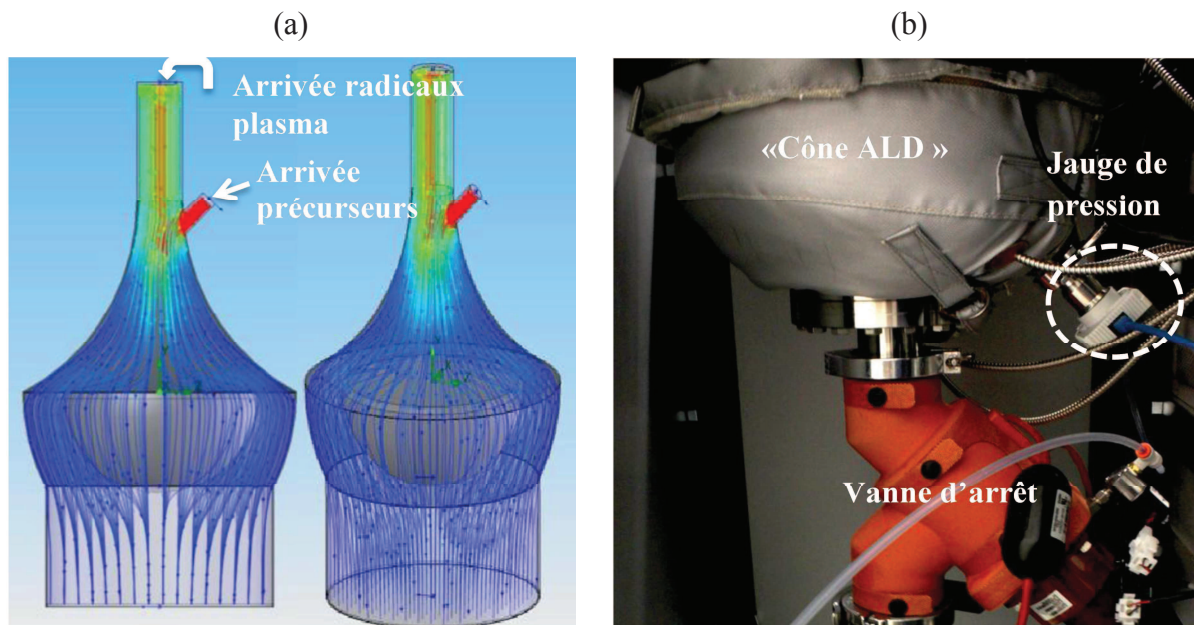 (a)
(b)
Arrivée radicaux
plasma
Arrivée
précurseurs
«Cône ALD »
Jauge de
pression
Vanne d’arrêt